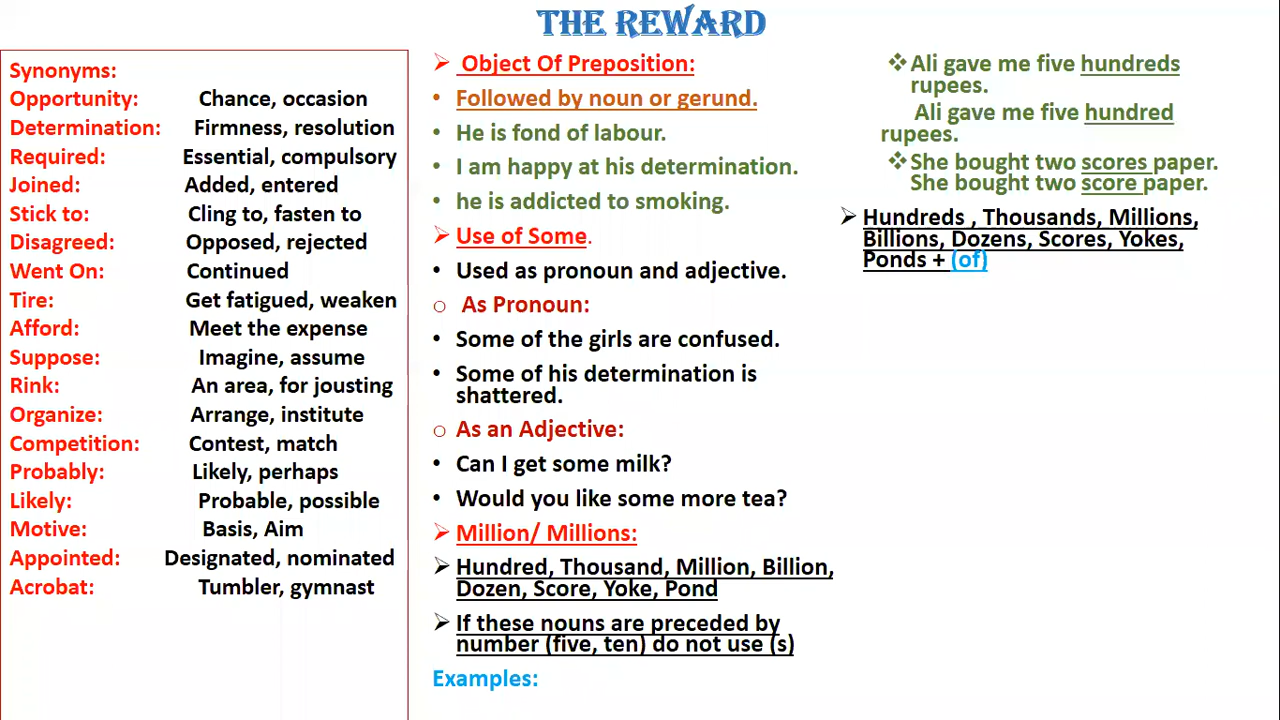 THE REWARD
Synonyms:
Opportunity: Chance, occasion
Determination: Firmness, resolution
Required: Essential, compulsory
Joined: Added, entered
Stick to: Cling to, fasten to
Disagreed: Opposed, rejected
Went On: Continued
Tire: Get fatigued, weaken
Afford: Meet the expense
Suppose: Imagine, assume
Rink: An area, for jousting
Organize: Arrange, institute
Competition: Contest, match
Probably: Likely, perhaps
Likely: Probable, possible
Motive: Basis, Aim
Appointed: Designated, nominated
Acrobat: Tumbler, gymnast
➢ Object Of Preposition:
• Followed by noun or gerund.
• He is fond of labour.
• I am happy at his determination.
• he is addicted to smoking.
➢ Use of Some.
• Used as pronoun and adjective.
o As Pronoun:
• Some of the girls are confused.
• Some of his determination is
shattered.
o As an Adjective:
• Can I get some milk?
• Would you like some more tea?
➢ Million/ Millions:
➢ Hundred, Thousand, Million, Billion,
Dozen, Score, Yoke, Pond
➢ If these nouns are preceded by
number (five, ten) do not use (s)
Examples:
❖ Ali gave me five hundreds
rupees.
Ali gave me five hundred
rupees.
❖ She bought two scores paper.
She bought two score paper.
➢ Hundreds , Thousands, Millions,
Billions, Dozens, Scores, Yokes,
Ponds + (of)